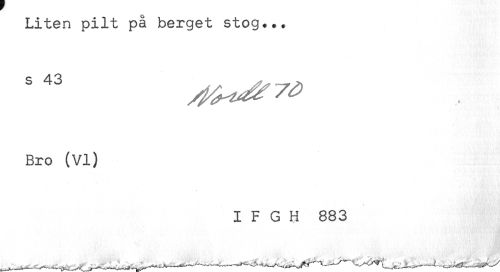 Liten pilt på berget stog...
s 43
Nordl 70
Bro (Vl)
I F G H 883